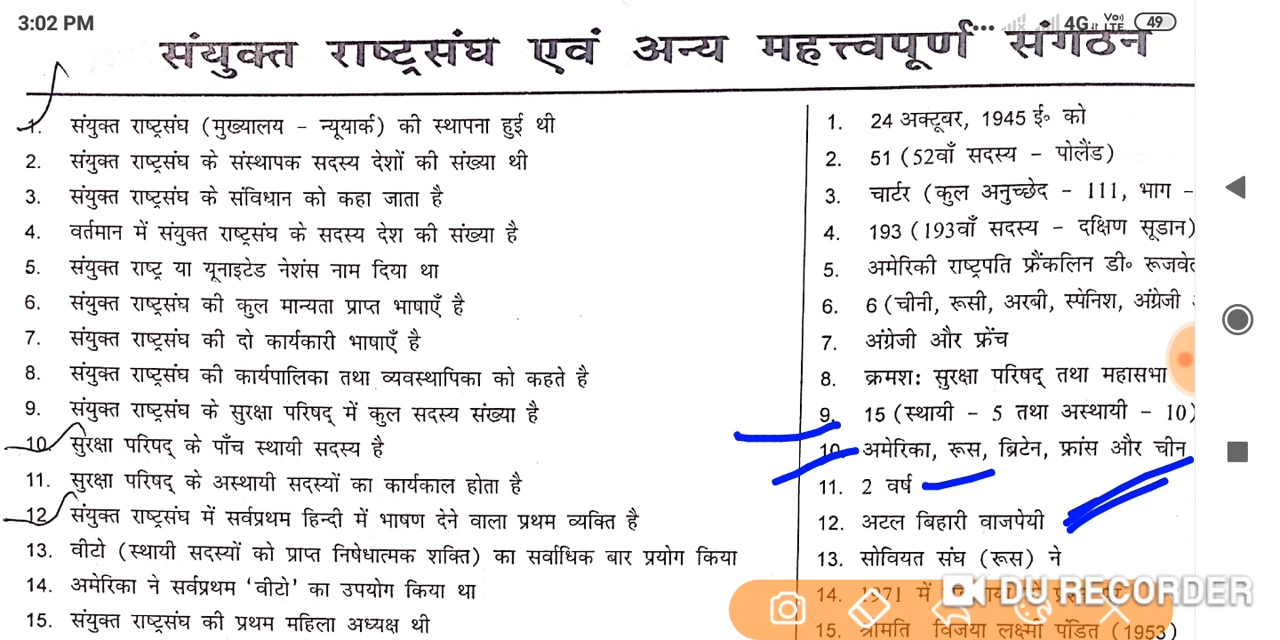 3:02 PM
4G
Vo)
LTE
49
संयुक्त राष्ट्रसंघ एवं अन्य महत्त्वपूर्ण संगठन
1. संयुक्त राष्ट्रसंघ (मुख्यालय - न्यूयार्क) की स्थापना हुई थी 1. 24 अक्टूबर, 1945 ई० को
2. संयुक्त राष्ट्रसंघ के संस्थापक सदस्य देशों की संख्या थी 2. 51 (52वाँ सदस्य - पोलैंड)
3. संयुक्त राष्ट्रसंघ के संविधान को कहा जाता है 3. चार्टर (कुल अनुच्छेद - 111, भाग -
4. वर्तमान में संयुक्त राष्ट्रसंघ के सदस्य देश की संख्या है 4. 193 (193वाँ सदस्य - दक्षिण सूडान)
5. संयुक्त राष्ट्र या यूनाइटेड नेशंस नाम दिया था 5. अमेरिकी राष्ट्रपति फ्रैंकलिन डी० रूजवे
6. संयुक्त राष्ट्रसंघ की कुल मान्यता प्राप्त भाषाएँ है 6. 6 (चीनी, रूसी, अरबी, स्पेनिश, अंग्रेजी
7. संयुक्त राष्ट्रसंघ की दो कार्यकारी भाषाएँ है 7. अंग्रेजी और फ्रेंच
8. संयुक्त राष्ट्रसंघ की कार्यपालिका तथा व्यवस्थापिका को कहते है 8. क्रमश: सुरक्षा परिषद् तथा महासभा
9. संयुक्त राष्ट्रसंघ के सुरक्षा परिषद् में कुल सदस्य संख्या है 9. 15 (स्थायी - 5 तथा अस्थायी - 10)
10. सुरक्षा परिषद् के पाँच स्थायी सदस्य है 10. अमेरिका, रूस, ब्रिटेन, फ्रांस और चीन
11. सुरक्षा परिषद् के अस्थायी सदस्यों का कार्यकाल होता है 11. 2 वर्ष
12. संयुक्त राष्ट्रसंघ में सर्वप्रथम हिन्दी में भाषण देने वाला प्रथम व्यक्ति है 12. अटल बिहारी वाजपेयी
13. वीटो (स्थायी सदस्यों को प्राप्त निषेधात्मक शक्ति) का सर्वाधिक बार प्रयोग किया 13. सोवियत संघ (रूस) ने
14. अमेरिका ने सर्वप्रथम 'वीटो' का उपयोग किया था 14. 1971 में
DU RECORDER
15. संयुक्त राष्ट्रसंघ की प्रथम महिला अध्यक्ष थी 15. श्रीमति विजया लक्ष्मी पंडित (1953)